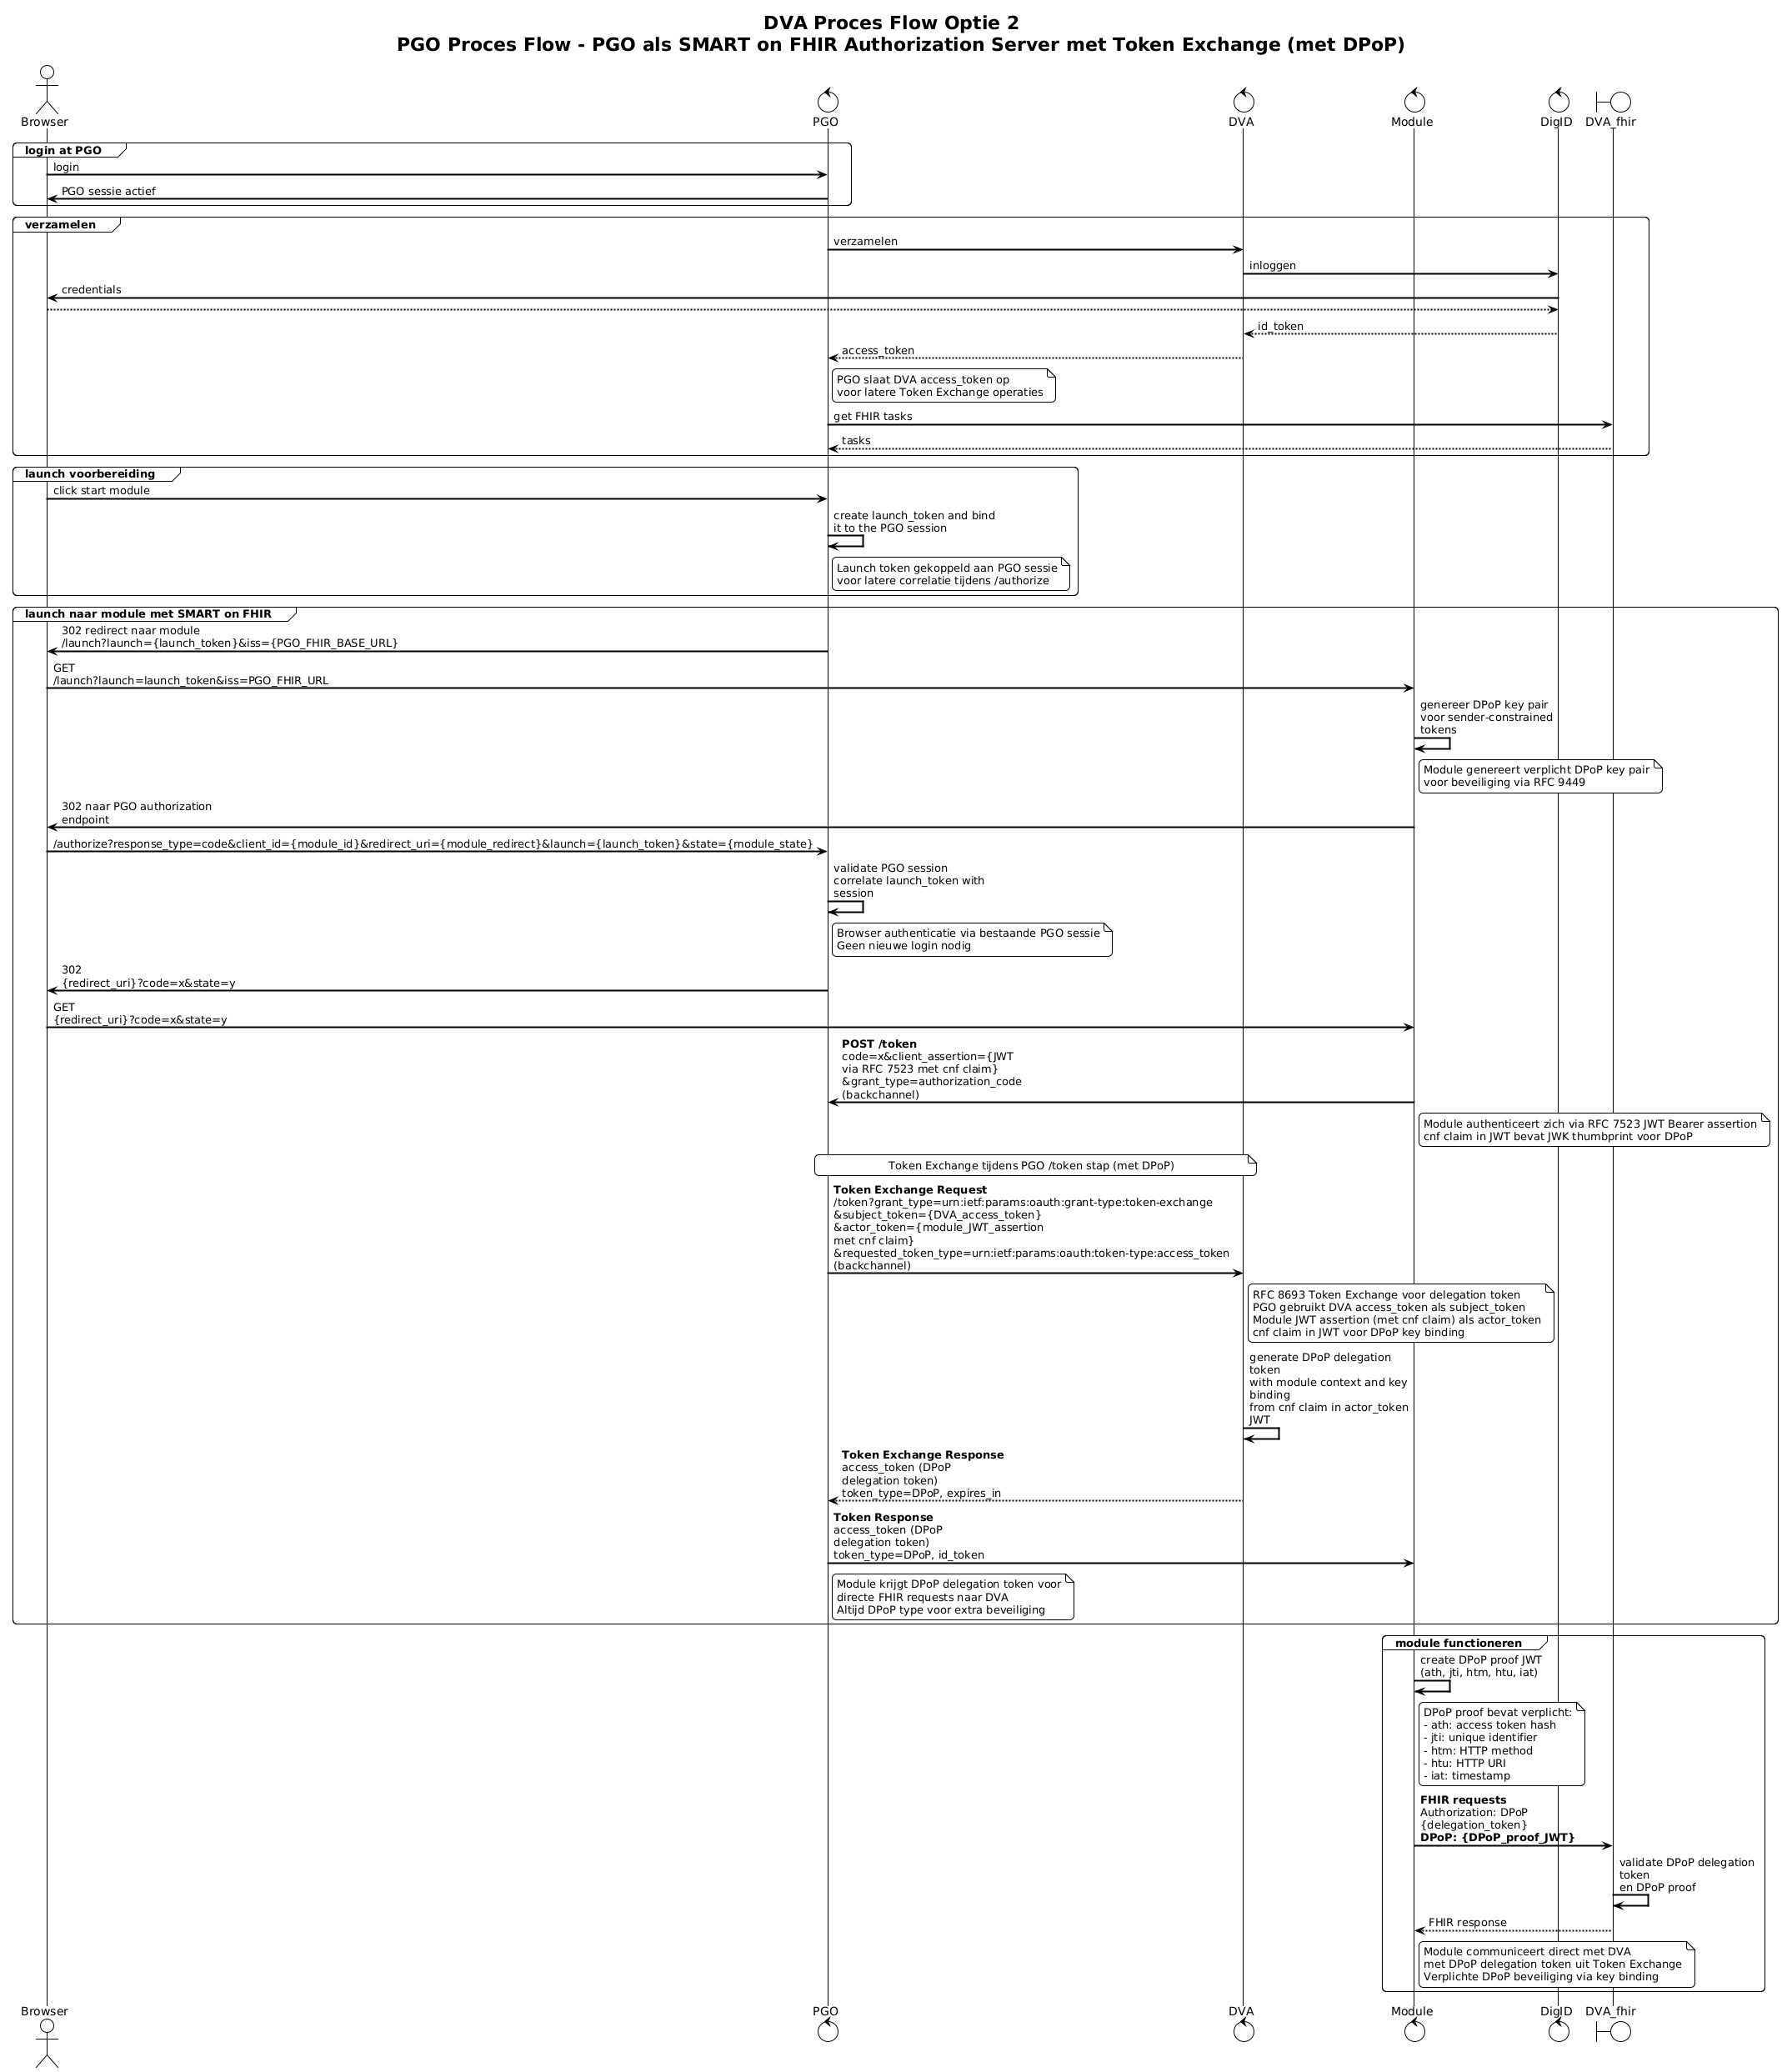 DVA Proces Flow Optie 2
PGO Proces Flow - PGO als SMART on FHIR Authorization Server met Token Exchange (met DPoP)
Browser
PGO
DVA
Module
DigID
DVA_fhir
login at PGO
login
PGO sessie actief
verzamelen
verzamelen
inloggen
credentials
id_token
access_token
PGO slaat DVA access_token op
voor latere Token Exchange operaties
get FHIR tasks
tasks
launch voorbereiding
click start module
create launch_token and bind
it to the PGO session
Launch token gekoppeld aan PGO sessie
voor latere correlatie tijdens /authorize
launch naar module met SMART on FHIR
302 redirect naar module
/launch?launch={launch_token}&iss={PGO_FHIR_BASE_URL}
GET
/launch?launch=launch_token&iss=PGO_FHIR_URL
genereer DPoP key pair
voor sender-constrained
tokens
Module genereert verplicht DPoP key pair
voor beveiliging via RFC 9449
302 naar PGO authorization
endpoint
/authorize?response_type=code&client_id={module_id}&redirect_uri={module_redirect}&launch={launch_token}&state={module_state}
validate PGO session
correlate launch_token with
session
Browser authenticatie via bestaande PGO sessie
Geen nieuwe login nodig
302
{redirect_uri}?code=x&state=y
GET
{redirect_uri}?code=x&state=y
POST /token
code=x&client_assertion={JWT
via RFC 7523 met cnf claim}
&grant_type=authorization_code
(backchannel)
Module authenticeert zich via RFC 7523 JWT Bearer assertion
cnf claim in JWT bevat JWK thumbprint voor DPoP
Token Exchange tijdens PGO /token stap (met DPoP)
Token Exchange Request
/token?grant_type=urn:ietf:params:oauth:grant-type:token-exchange
&subject_token={DVA_access_token}
&actor_token={module_JWT_assertion
met cnf claim}
&requested_token_type=urn:ietf:params:oauth:token-type:access_token
(backchannel)
RFC 8693 Token Exchange voor delegation token
PGO gebruikt DVA access_token als subject_token
Module JWT assertion (met cnf claim) als actor_token
cnf claim in JWT voor DPoP key binding
generate DPoP delegation
token
with module context and key
binding
from cnf claim in actor_token
JWT
Token Exchange Response
access_token (DPoP
delegation token)
token_type=DPoP, expires_in
Token Response
access_token (DPoP
delegation token)
token_type=DPoP, id_token
Module krijgt DPoP delegation token voor
directe FHIR requests naar DVA
Altijd DPoP type voor extra beveiliging
module functioneren
create DPoP proof JWT
(ath, jti, htm, htu, iat)
DPoP proof bevat verplicht:
- ath: access token hash
- jti: unique identifier
- htm: HTTP method
- htu: HTTP URI
- iat: timestamp
FHIR requests
Authorization: DPoP
{delegation_token}
DPoP: {DPoP_proof_JWT}
validate DPoP delegation
token
en DPoP proof
FHIR response
Module communiceert direct met DVA
met DPoP delegation token uit Token Exchange
Verplichte DPoP beveiliging via key binding
Browser
PGO
DVA
Module
DigID
DVA_fhir